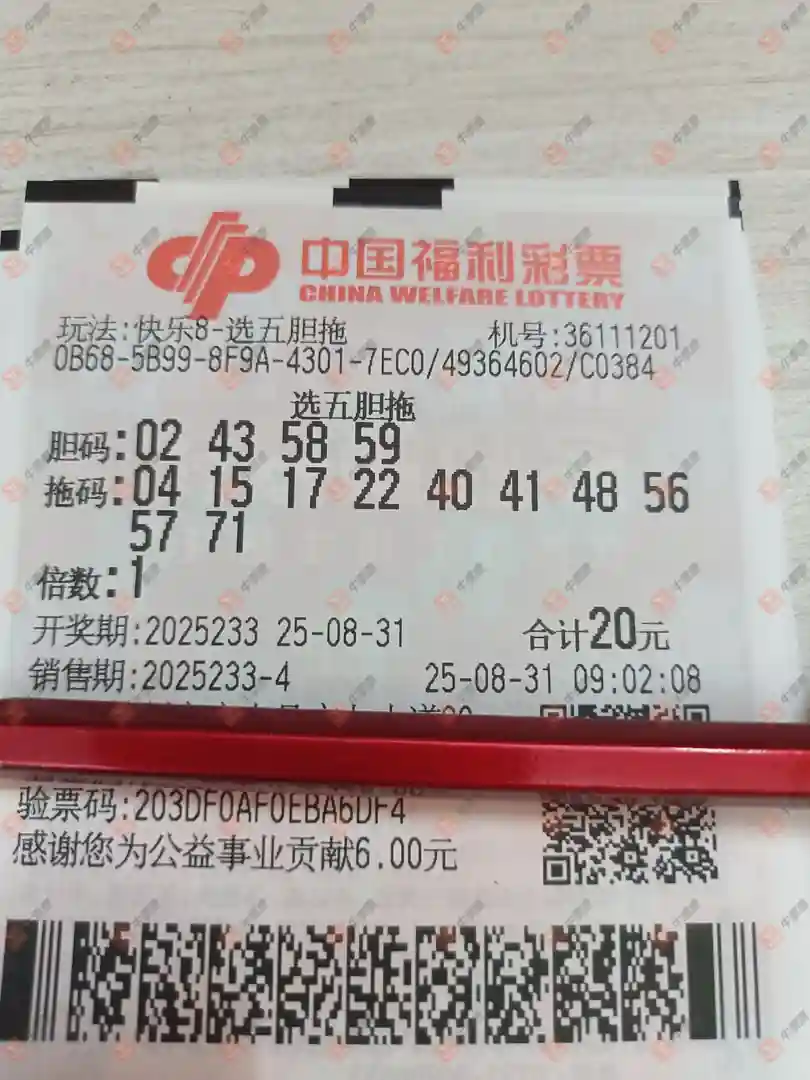 中国福利彩票
CHINA WELFARE LOTTERY
玩法:快乐8-选五胆拖 机号:36111201
0B68-5B99-8F9A-4301-7EC0/49364602/C0384
选五胆拖
胆码:02 43 58 59
拖码:04 15 17 22 40 41 48 56
57 71
倍数:1
开奖期:2025233 25-08-31 合计20元
销售期:2025233-4 25-08-31 09:02:08
验票码:203DF0AF0EBA6DF4
感谢您为公益事业贡献6.00元